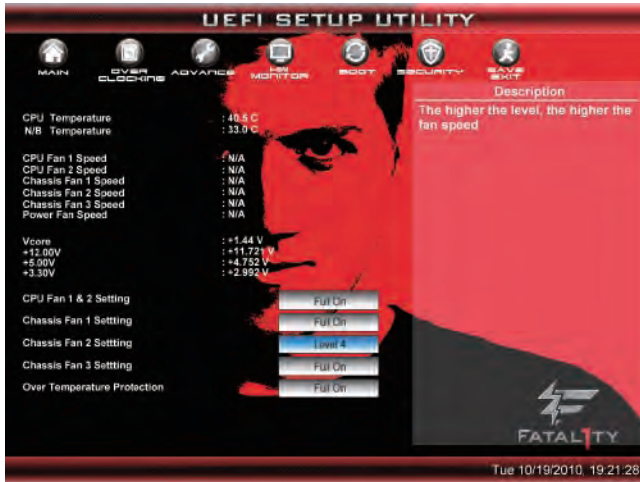 UEFI SETUP UTILITY
MAIN
OVER CLOCKING
ADVANCE
HW MONITOR
BOOT
SECURITY
SAVE EXIT
Description
The higher the level, the higher the
fan speed
CPU Temperature : 40.5 C
N/B Temperature : 33.0 C
CPU Fan 1 Speed : N/A
CPU Fan 2 Speed : N/A
Chassis Fan 1 Speed : N/A
Chassis Fan 2 Speed : N/A
Chassis Fan 3 Speed : N/A
Power Fan Speed : N/A
Vcore : +1.44 V
+12.00V : +11.721 V
+5.00V : +4.752 V
+3.30V : +2.992 V
CPU Fan 1 & 2 Setting Full On
Chassis Fan 1 Settting Full On
Chassis Fan 2 Settting Level 4
Chassis Fan 3 Settting Full On
Over Temperature Protection Full On
FATAL1TY
Tue 10/19/2010, 19:21:28